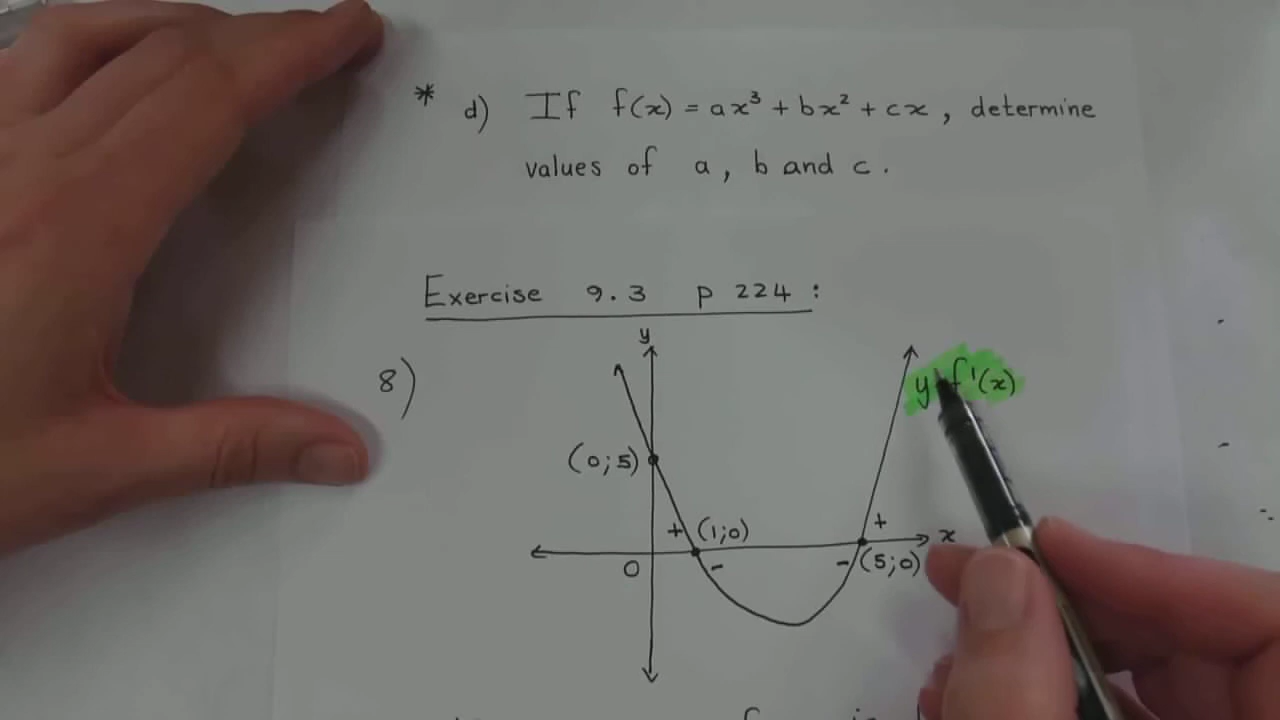 * d) If f(x) = ax³ + bx² + cx , determine
values of a , b and c .
Exercise 9.3 p 224 :
8)
y
y=f'(x)
(0;5)
+ (1;0)
+
x
O
-
- (5;0)